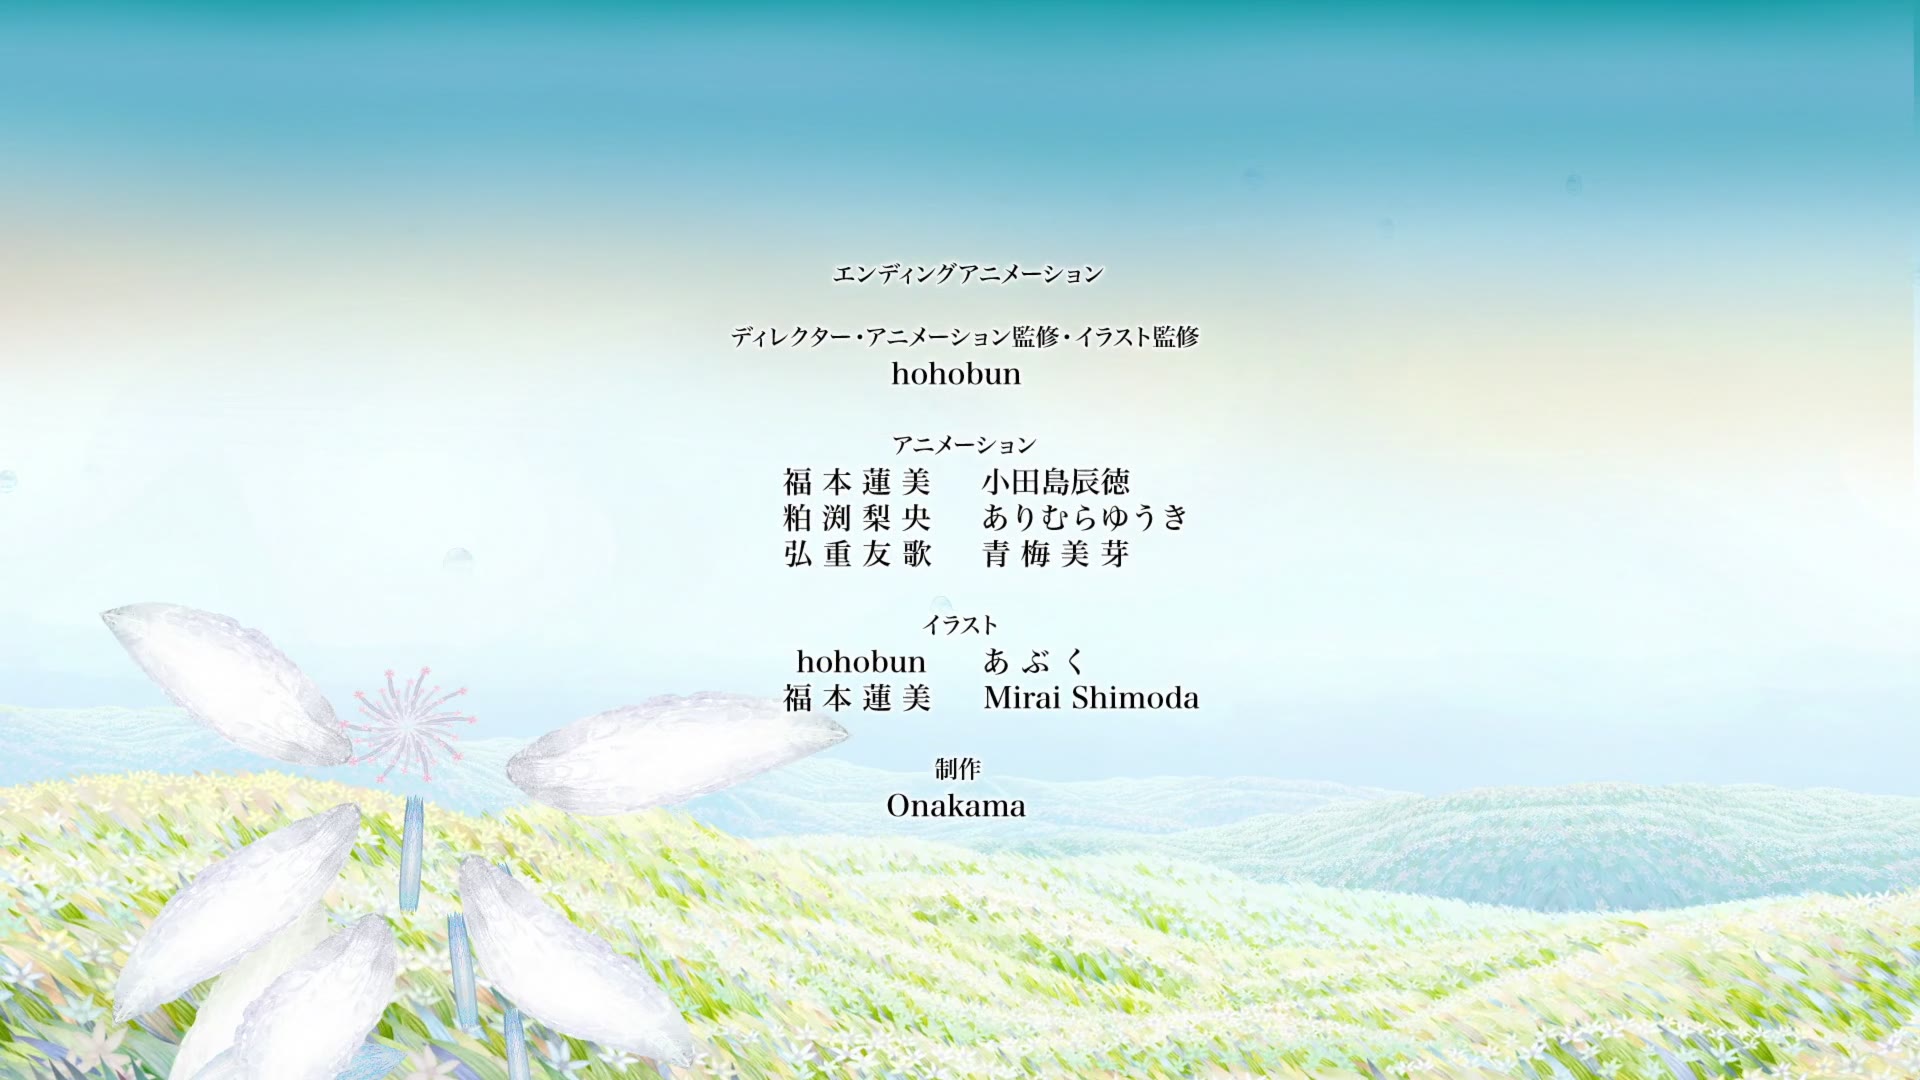 エンディングアニメーション
ディレクター・アニメーション監修・イラスト監修
hohobun
アニメーション
福本蓮美 小田島辰徳
粕渕梨央 ありむらゆうき
弘重友歌 青梅美芽
イラスト
hohobun あぶく
福本蓮美 Mirai Shimoda
制作
Onakama